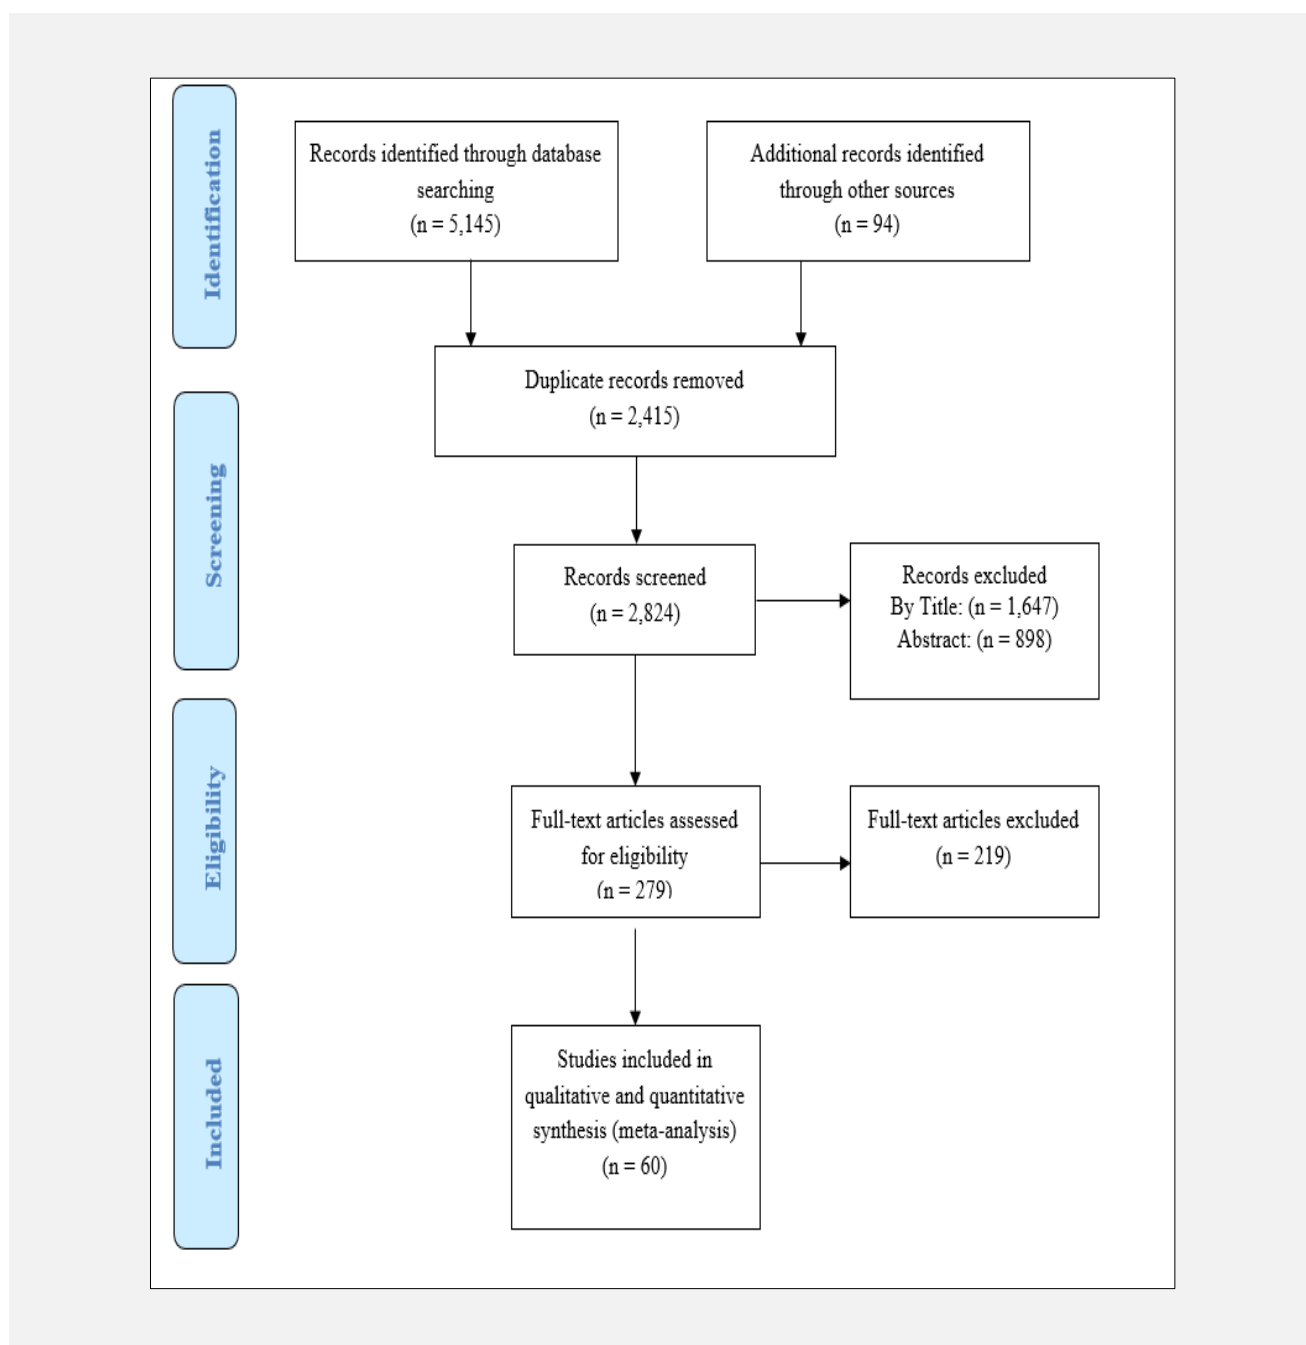 Identification
Records identified through database
searching
(n = 5,145)
Additional records identified
through other sources
(n = 94)
Duplicate records removed
(n = 2,415)
Screening
Records screened
(n = 2,824)
Records excluded
By Title: (n = 1,647)
Abstract: (n = 898)
Eligibility
Full-text articles assessed
for eligibility
(n = 279)
Full-text articles excluded
(n = 219)
Included
Studies included in
qualitative and quantitative
synthesis (meta-analysis)
(n = 60)